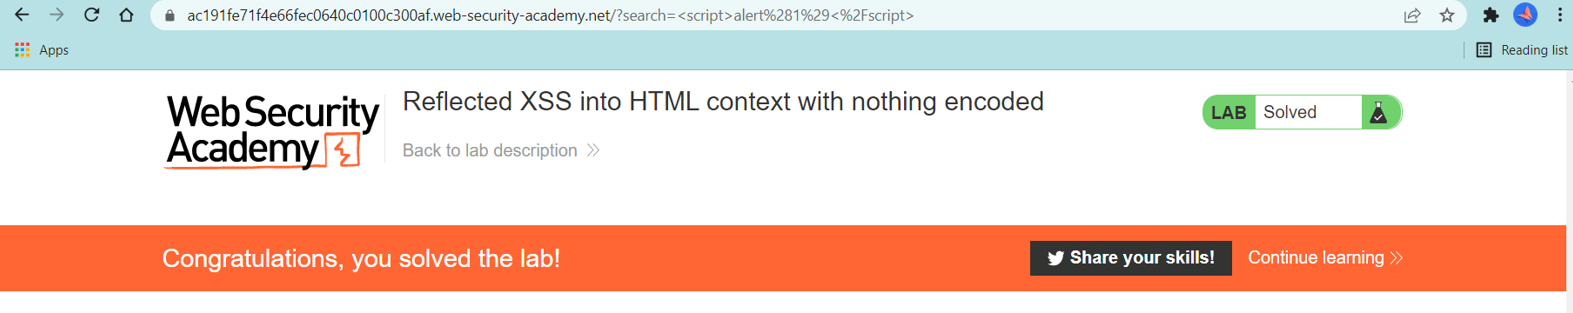 ac191fe71f4e66fec0640c0100c300af.web-security-academy.net/?search=<script>alert%281%29<%2Fscript>
Apps
Reading list
Web Security
Academy
Reflected XSS into HTML context with nothing encoded
LAB Solved
Back to lab description
Congratulations, you solved the lab!
Share your skills!
Continue learning